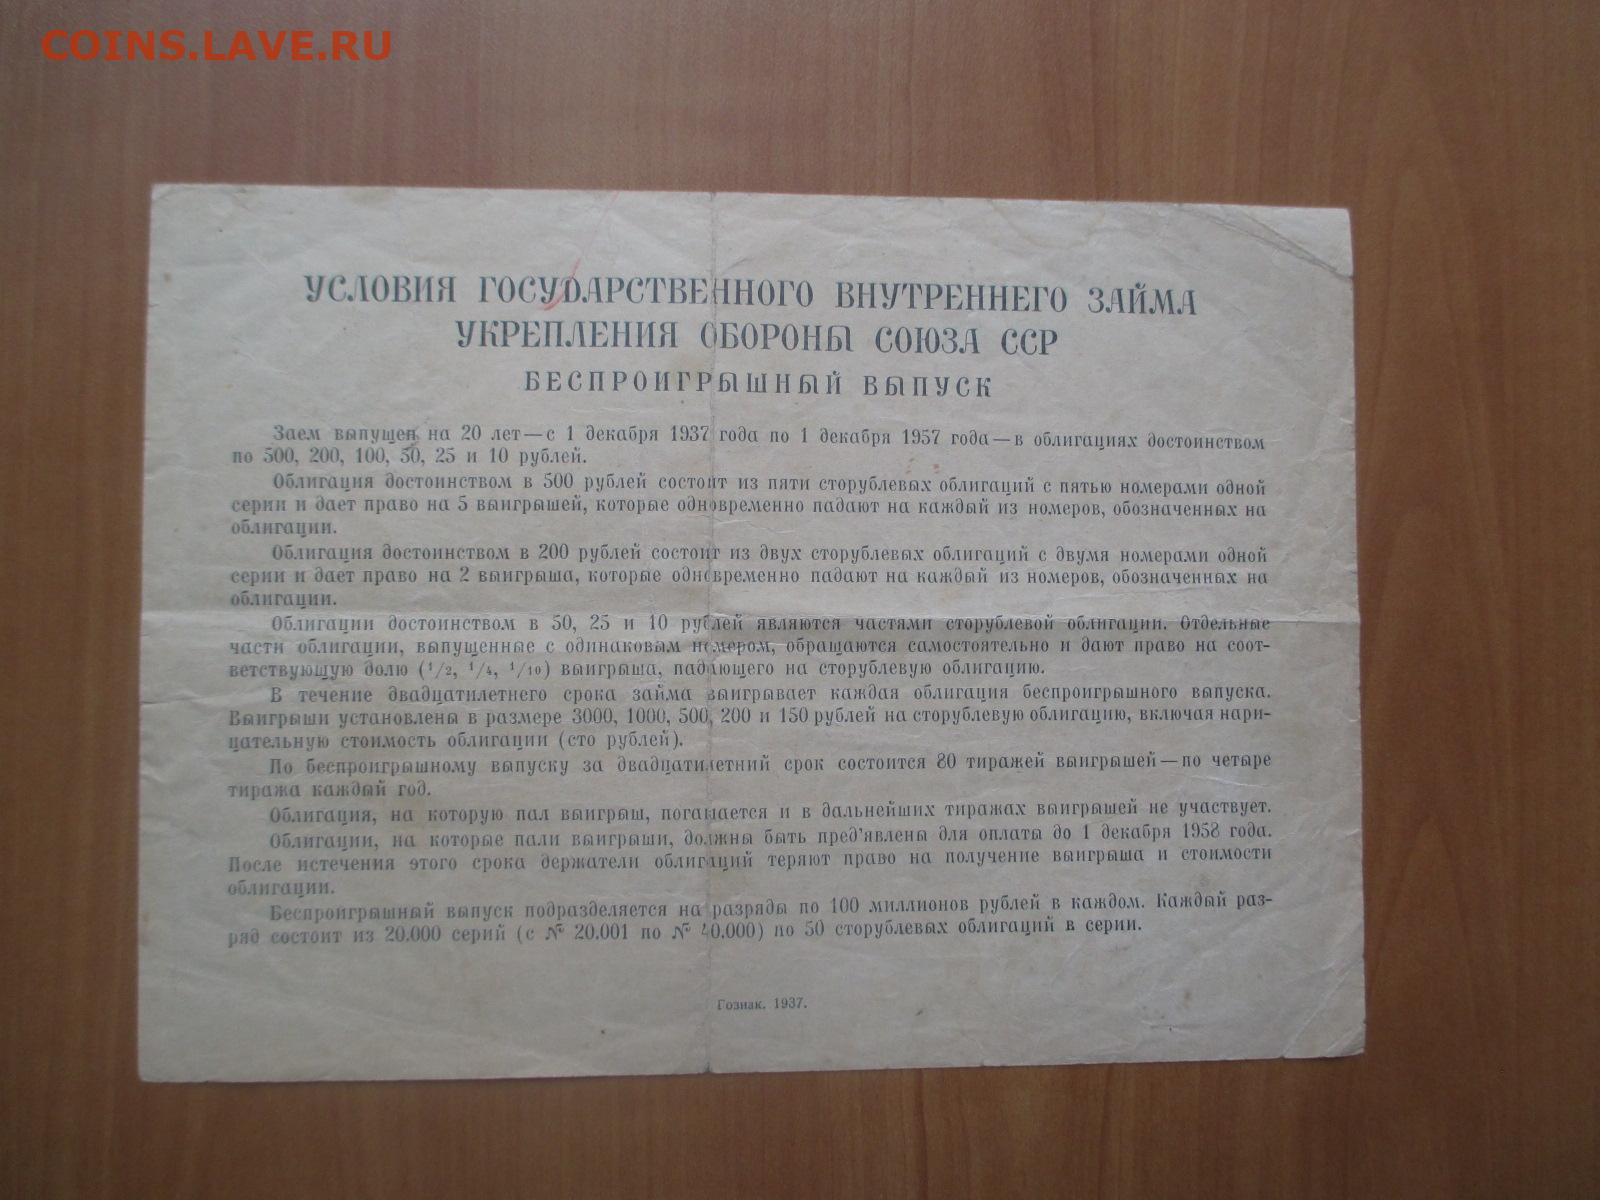 COINS.LAVE.RU
УСЛОВИЯ ГОСУДАРСТВЕННОГО ВНУТРЕННЕГО ЗАЙМА
УКРЕПЛЕНИЯ ОБОРОНЫ СОЮЗА ССР
БЕСПРОИГРЫШНЫЙ ВЫПУСК
Заем выпущен на 20 лет—с 1 декабря 1937 года по 1 декабря 1957 года—в облигациях достоинством
по 500, 200, 100, 50, 25 и 10 рублей.
Облигация достоинством в 500 рублей состоит из пяти сторублевых облигаций с пятью номерами одной
серии и дает право на 5 выигрышей, которые одновременно падают на каждый из номеров, обозначенных на
облигации.
Облигация достоинством в 200 рублей состоит из двух сторублевых облигаций с двумя номерами одной
серии и дает право на 2 выигрыша, которые одновременно падают на каждый из номеров, обозначенных на
облигации.
Облигации достоинством в 50, 25 и 10 рублей являются частями сторублевой облигации. Отдельные
части облигации, выпущенные с одинаковым номером, обращаются самостоятельно и дают право на соот-
ветствующую долю (1/2, 1/4, 1/10) выигрыша, падающего на сторублевую облигацию.
В течение двадцатилетнего срока займа выигрывает каждая облигация беспроигрышного выпуска.
Выигрыши установлены в размере 3000, 1000, 500, 200 и 150 рублей на сторублевую облигацию, включая нари-
цательную стоимость облигации (сто рублей).
По беспроигрышному выпуску за двадцатилетний срок состоится 80 тиражей выигрышей—по четыре
тиража каждый год.
Облигация, на которую пал выигрыш, погашается и в дальнейших тиражах выигрышей не участвует.
Облигации, на которые пали выигрыши, должны быть пред'явлены для оплаты до 1 декабря 1958 года.
После истечения этого срока держатели облигаций теряют право на получение выигрыша и стоимости
облигации.
Беспроигрышный выпуск подразделяется на разряды по 100 миллионов рублей в каждом. Каждый раз-
ряд состоит из 20.000 серий (с № 20.001 по № 40.000) по 50 сторублевых облигаций в серии.
Гознак. 1937.